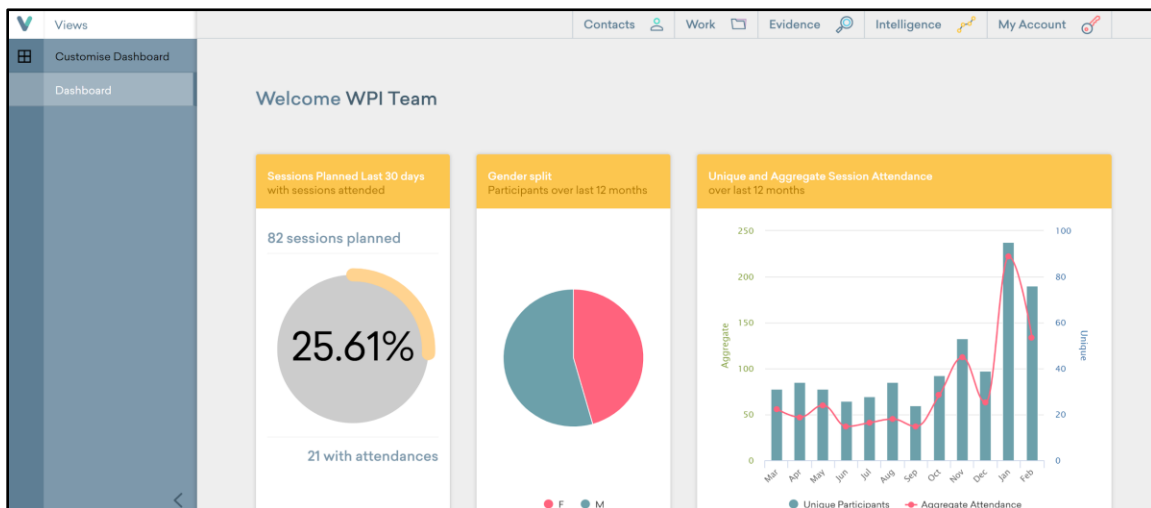 Views
Contacts
Work
Evidence
Intelligence
My Account
Customise Dashboard
Dashboard
Welcome WPI Team
Sessions Planned Last 30 days
with sessions attended
82 sessions planned
25.61%
21 with attendances
Gender split
Participants over last 12 months
F
M
Unique and Aggregate Session Attendance
over last 12 months
250
200
150
100
50
0
Aggregate
100
80
60
40
20
0
Unique
Mar
Apr
May
Jun
Jul
Aug
Sep
Oct
Nov
Dec
Jan
Feb
Unique Participants
Aggregate Attendance